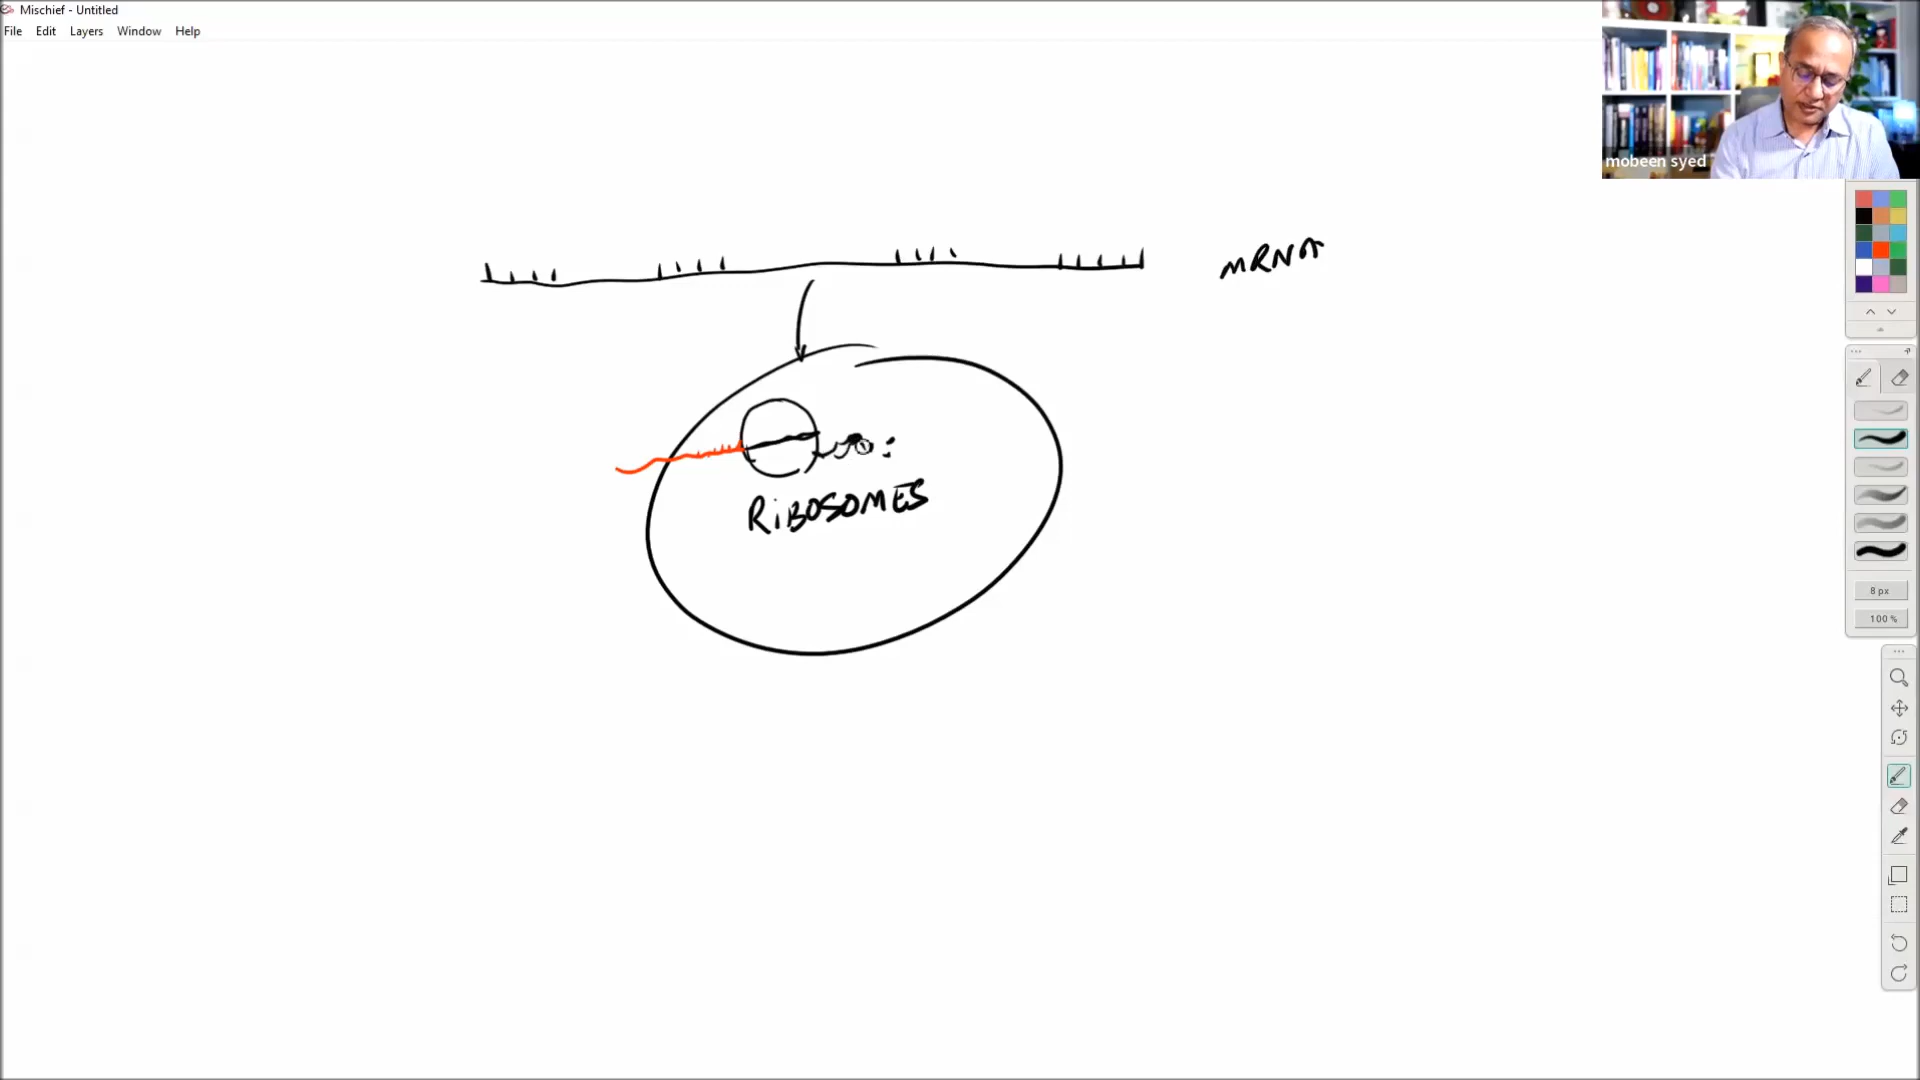 Mischief - Untitled
File Edit Layers Window Help
mobeen syed
MRNA
RiBOSOMES
8 px
100 %